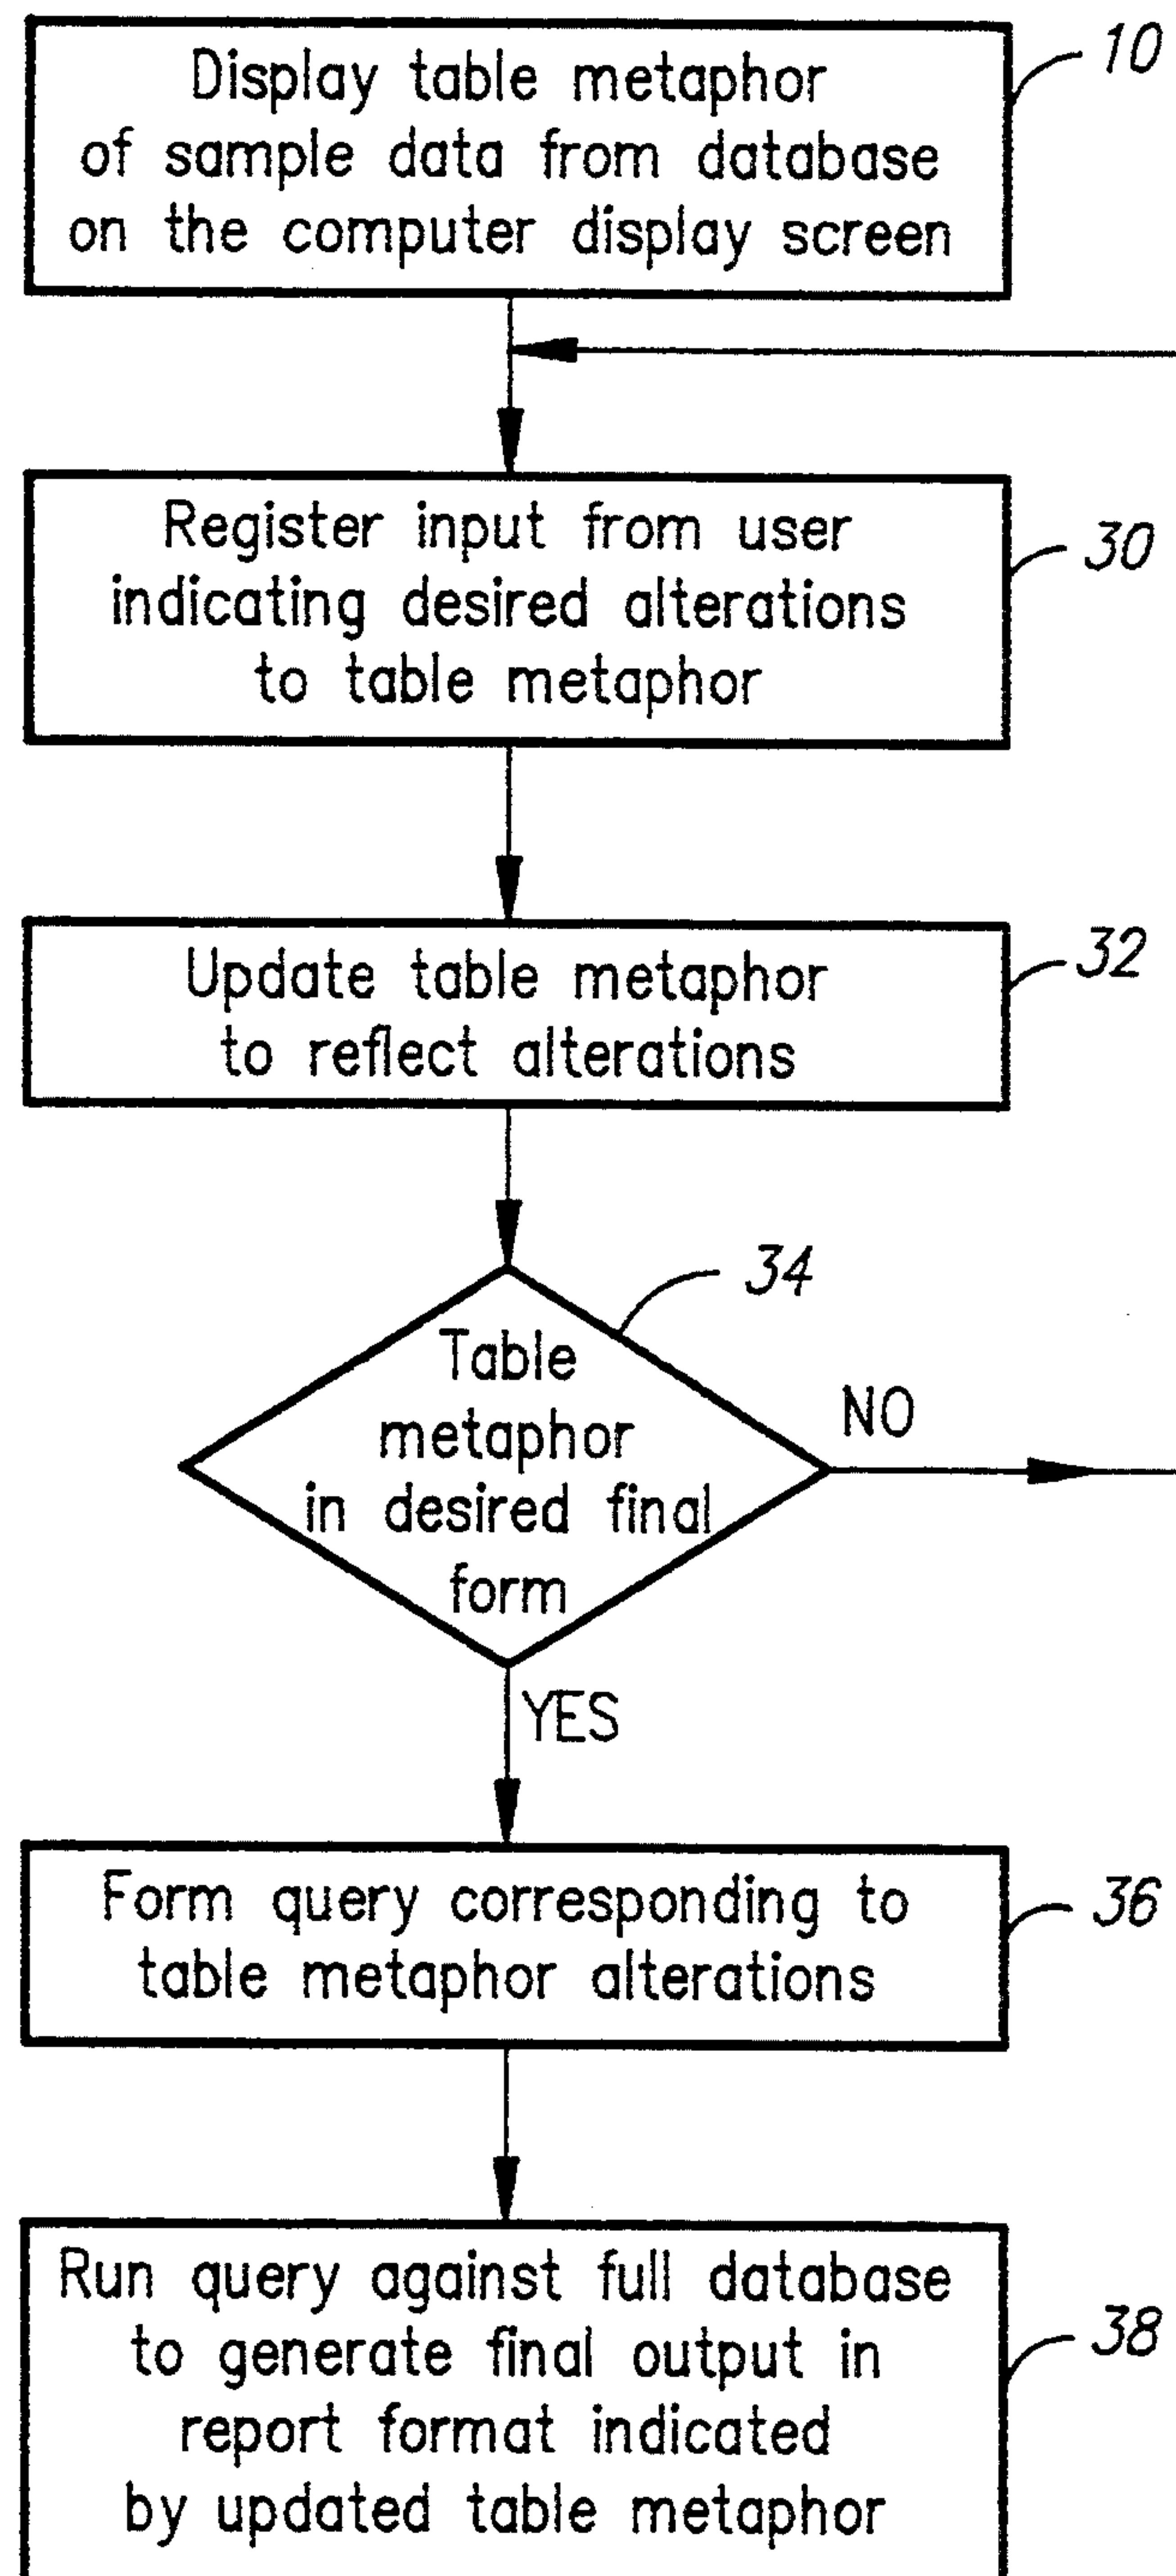 Display table metaphor
of sample data from database
on the computer display screen
10
Register input from user
indicating desired alterations
to table metaphor
30
Update table metaphor
to reflect alterations
32
34
Table
metaphor
in desired final
form
NO
YES
Form query corresponding to
table metaphor alterations
36
Run query against full database
to generate final output in
report format indicated
by updated table metaphor
38